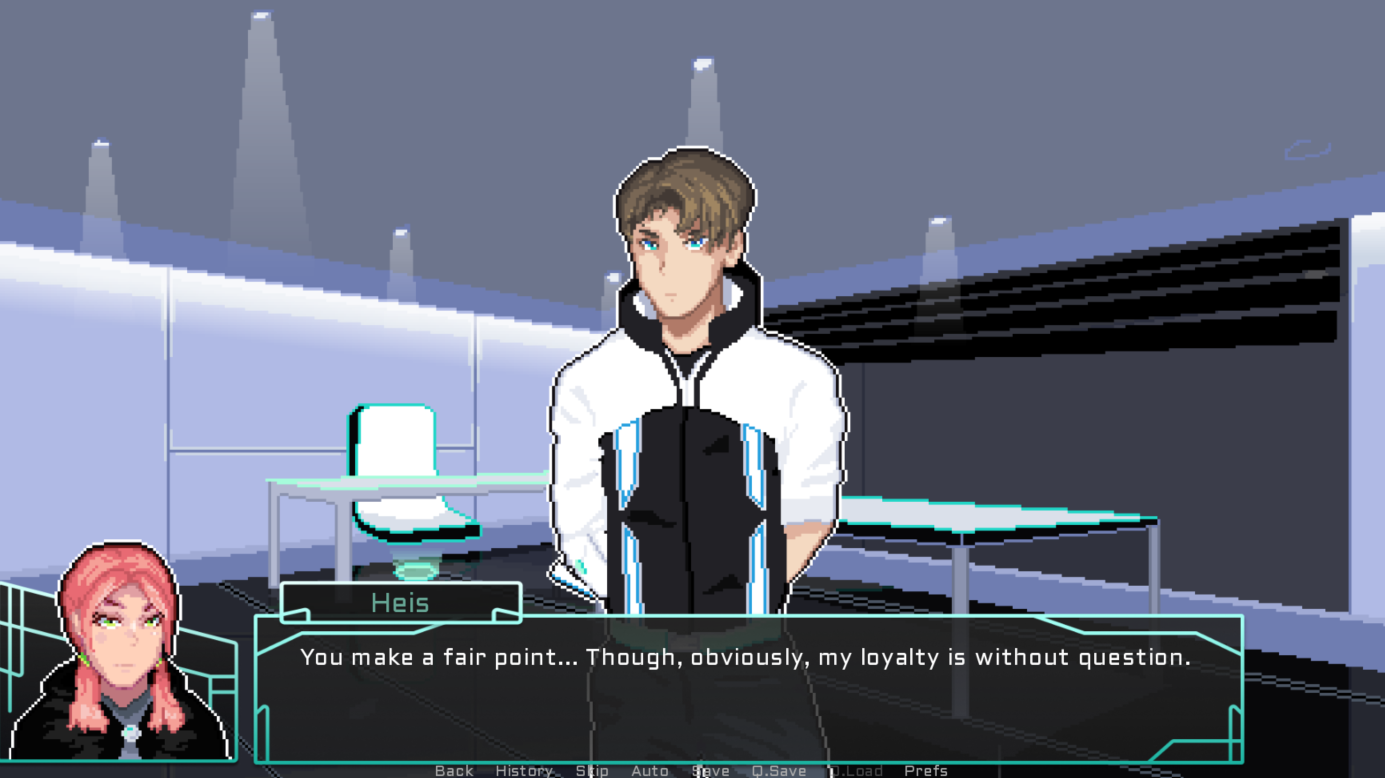 Heis
You make a fair point... Though, obviously, my loyalty is without question.
Back History Skip Auto Save Q.Save Q.Load Prefs